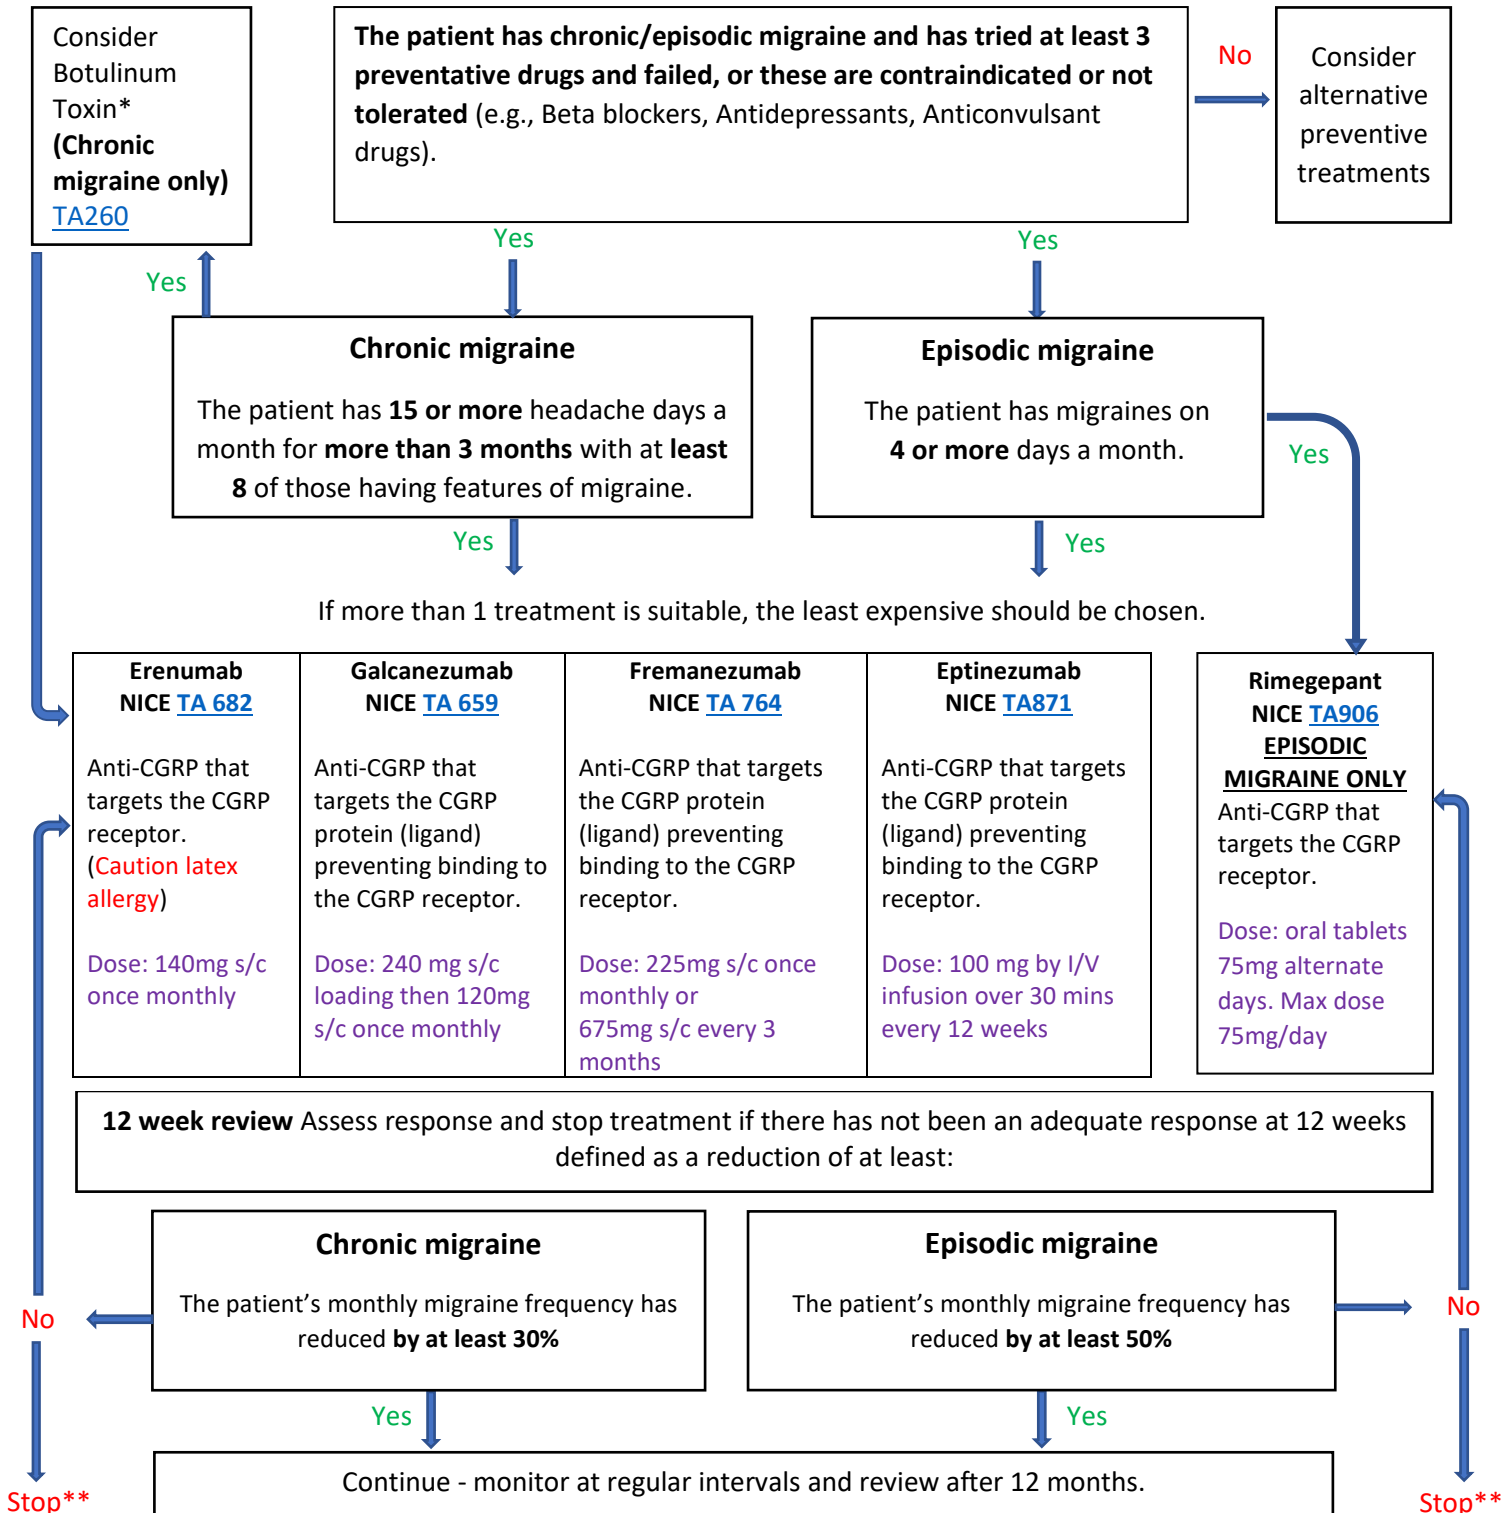 Consider
Botulinum
Toxin*
(Chronic
migraine only)
TA260
The patient has chronic/episodic migraine and has tried at least 3
preventative drugs and failed, or these are contraindicated or not
tolerated (e.g., Beta blockers, Antidepressants, Anticonvulsant
drugs).
No
Consider
alternative
preventive
treatments
Yes
Yes
Yes
Chronic migraine
The patient has 15 or more headache days a
month for more than 3 months with at least
8 of those having features of migraine.
Episodic migraine
The patient has migraines on
4 or more days a month.
Yes
Yes
Yes
If more than 1 treatment is suitable, the least expensive should be chosen.
Erenumab
NICE TA 682
Anti-CGRP that
targets the CGRP
receptor.
(Caution latex
allergy)
Dose: 140mg s/c
once monthly
Galcanezumab
NICE TA 659
Anti-CGRP that
targets the CGRP
protein (ligand)
preventing binding to
the CGRP receptor.
Dose: 240 mg s/c
loading then 120mg
s/c once monthly
Fremanezumab
NICE TA 764
Anti-CGRP that targets
the CGRP protein
(ligand) preventing
binding to the CGRP
receptor.
Dose: 225mg s/c once
monthly or
675mg s/c every 3
months
Eptinezumab
NICE TA871
Anti-CGRP that targets
the CGRP protein
(ligand) preventing
binding to the CGRP
receptor.
Dose: 100 mg by I/V
infusion over 30 mins
every 12 weeks
Rimegepant
NICE TA906
EPISODIC
MIGRAINE ONLY
Anti-CGRP that
targets the CGRP
receptor.
Dose: oral tablets
75mg alternate
days. Max dose
75mg/day
12 week review Assess response and stop treatment if there has not been an adequate response at 12 weeks
defined as a reduction of at least:
Chronic migraine
The patient's monthly migraine frequency has
reduced by at least 30%
Episodic migraine
The patient's monthly migraine frequency has
reduced by at least 50%
No
No
Yes
Yes
Continue - monitor at regular intervals and review after 12 months.
Stop**
Stop**